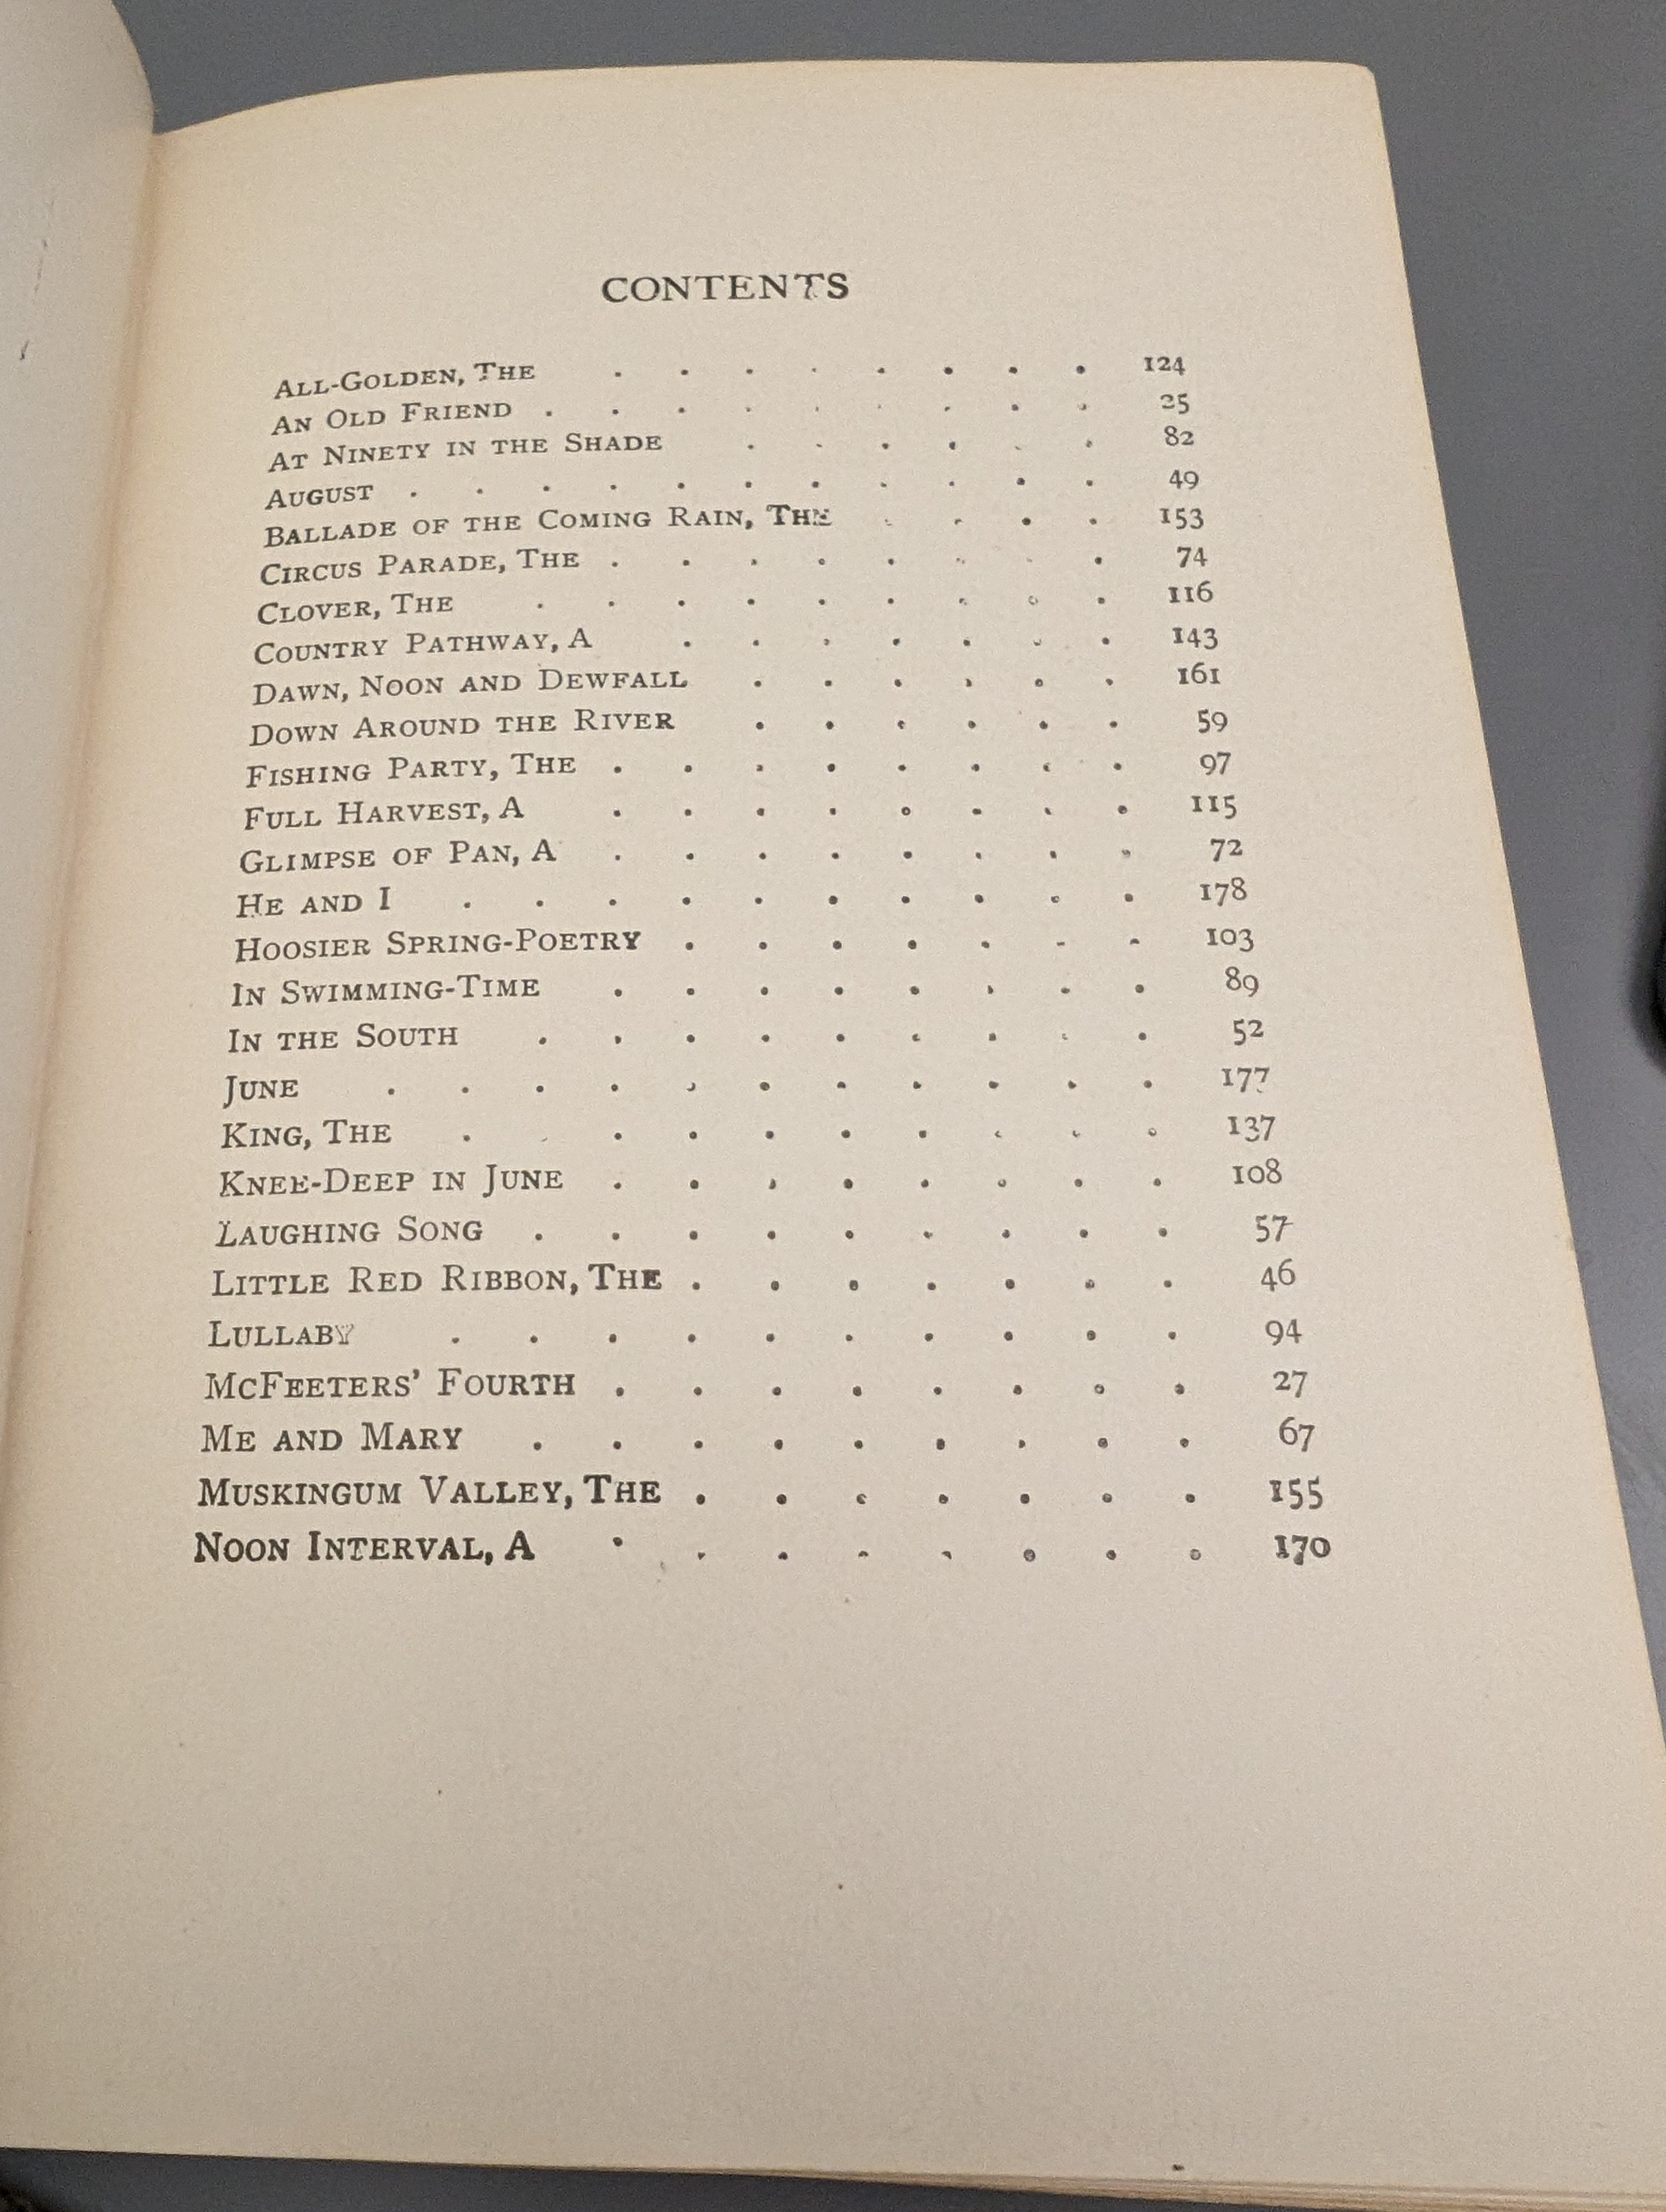 CONTENTS
ALL-GOLDEN, THE . . . . . . . . 124
AN OLD FRIEND . . . . . . . . . 25
AT NINETY IN THE SHADE . . . . . . 82
AUGUST . . . . . . . . . . . 49
BALLADE OF THE COMING RAIN, THE . . . . 153
CIRCUS PARADE, THE . . . . . . . . 74
CLOVER, THE . . . . . . . . . 116
COUNTRY PATHWAY, A . . . . . . . 143
DAWN, NOON AND DEWFALL . . . . . . 161
DOWN AROUND THE RIVER . . . . . . 59
FISHING PARTY, THE . . . . . . . . 97
FULL HARVEST, A . . . . . . . . 115
GLIMPSE OF PAN, A . . . . . . . . 72
HE AND I . . . . . . . . . . 178
HOOSIER SPRING-POETRY . . . . . . . 103
IN SWIMMING-TIME . . . . . . . . 89
IN THE SOUTH . . . . . . . . . 52
JUNE . . . . . . . . . . . 177
KING, THE . . . . . . . . . . 137
KNEE-DEEP IN JUNE . . . . . . . . 108
LAUGHING SONG . . . . . . . . . 57
LITTLE RED RIBBON, THE . . . . . . . 46
LULLABY . . . . . . . . . . 94
MCFEETERS' FOURTH . . . . . . . . 27
ME AND MARY . . . . . . . . . 67
MUSKINGUM VALLEY, THE . . . . . . . 155
NOON INTERVAL, A . . . . . . . . 170